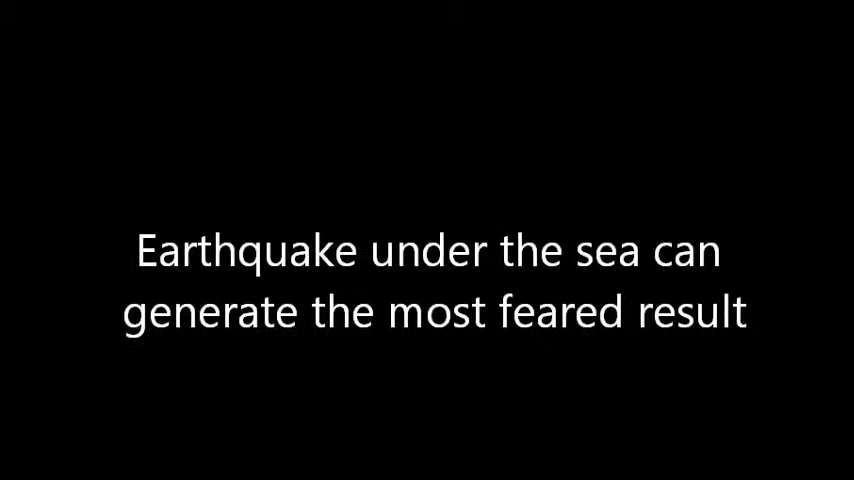 Earthquake under the sea can
generate the most feared result